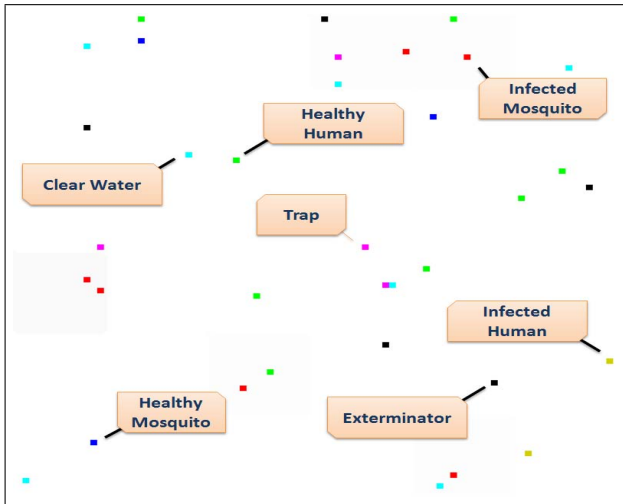 Infected
Mosquito
Healthy
Human
Clear Water
Trap
Infected
Human
Healthy
Mosquito
Exterminator